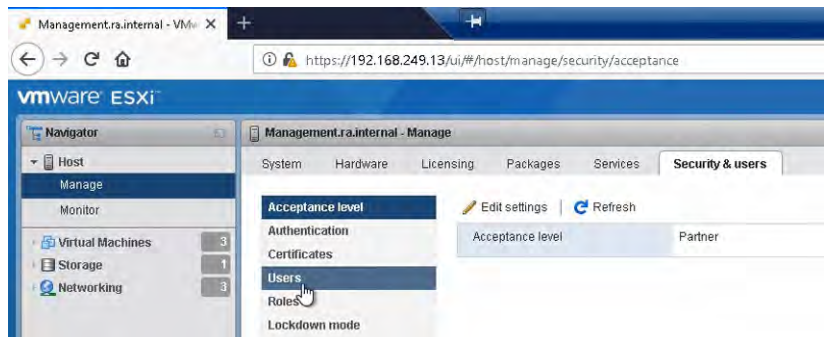 Management.ra.internal - VMw
https://192.168.249.13/ui/#/host/manage/security/acceptance
vmware ESXi
Navigator
Management.ra.internal - Manage
Host
System Hardware Licensing Packages Services Security & users
Manage
Monitor
Acceptance level
Edit settings Refresh
Authentication
Acceptance level Partner
Virtual Machines 3
Certificates
Storage 1
Users
Networking 3
Roles
Lockdown mode